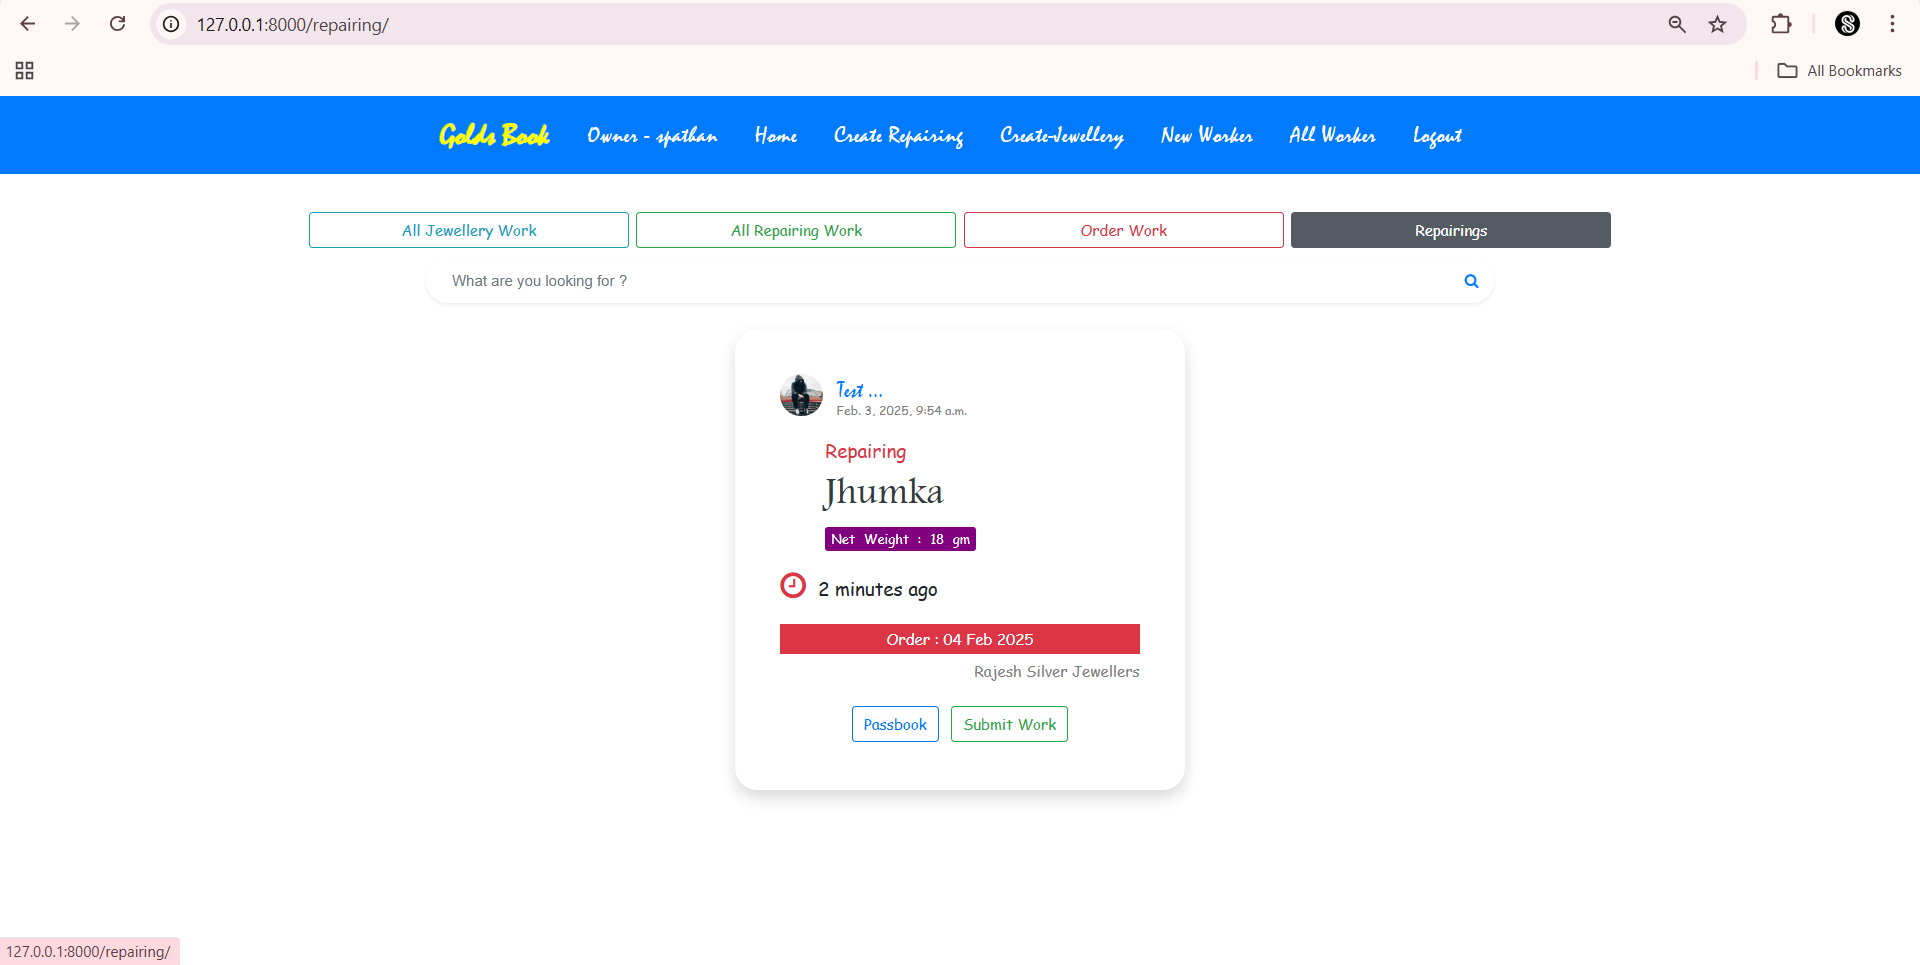 127.0.0.1:8000/repairing/
All Bookmarks
Golds Book Owner - spathan Home Create Repairing Create-Jewellery New Worker All Worker Logout
All Jewellery Work All Repairing Work Order Work Repairings
What are you looking for ?
Test ...
Feb. 3, 2025, 9:54 a.m.
Repairing
Jhumka
Net Weight : 18 gm
2 minutes ago
Order : 04 Feb 2025
Rajesh Silver Jewellers
Passbook Submit Work
127.0.0.1:8000/repairing/